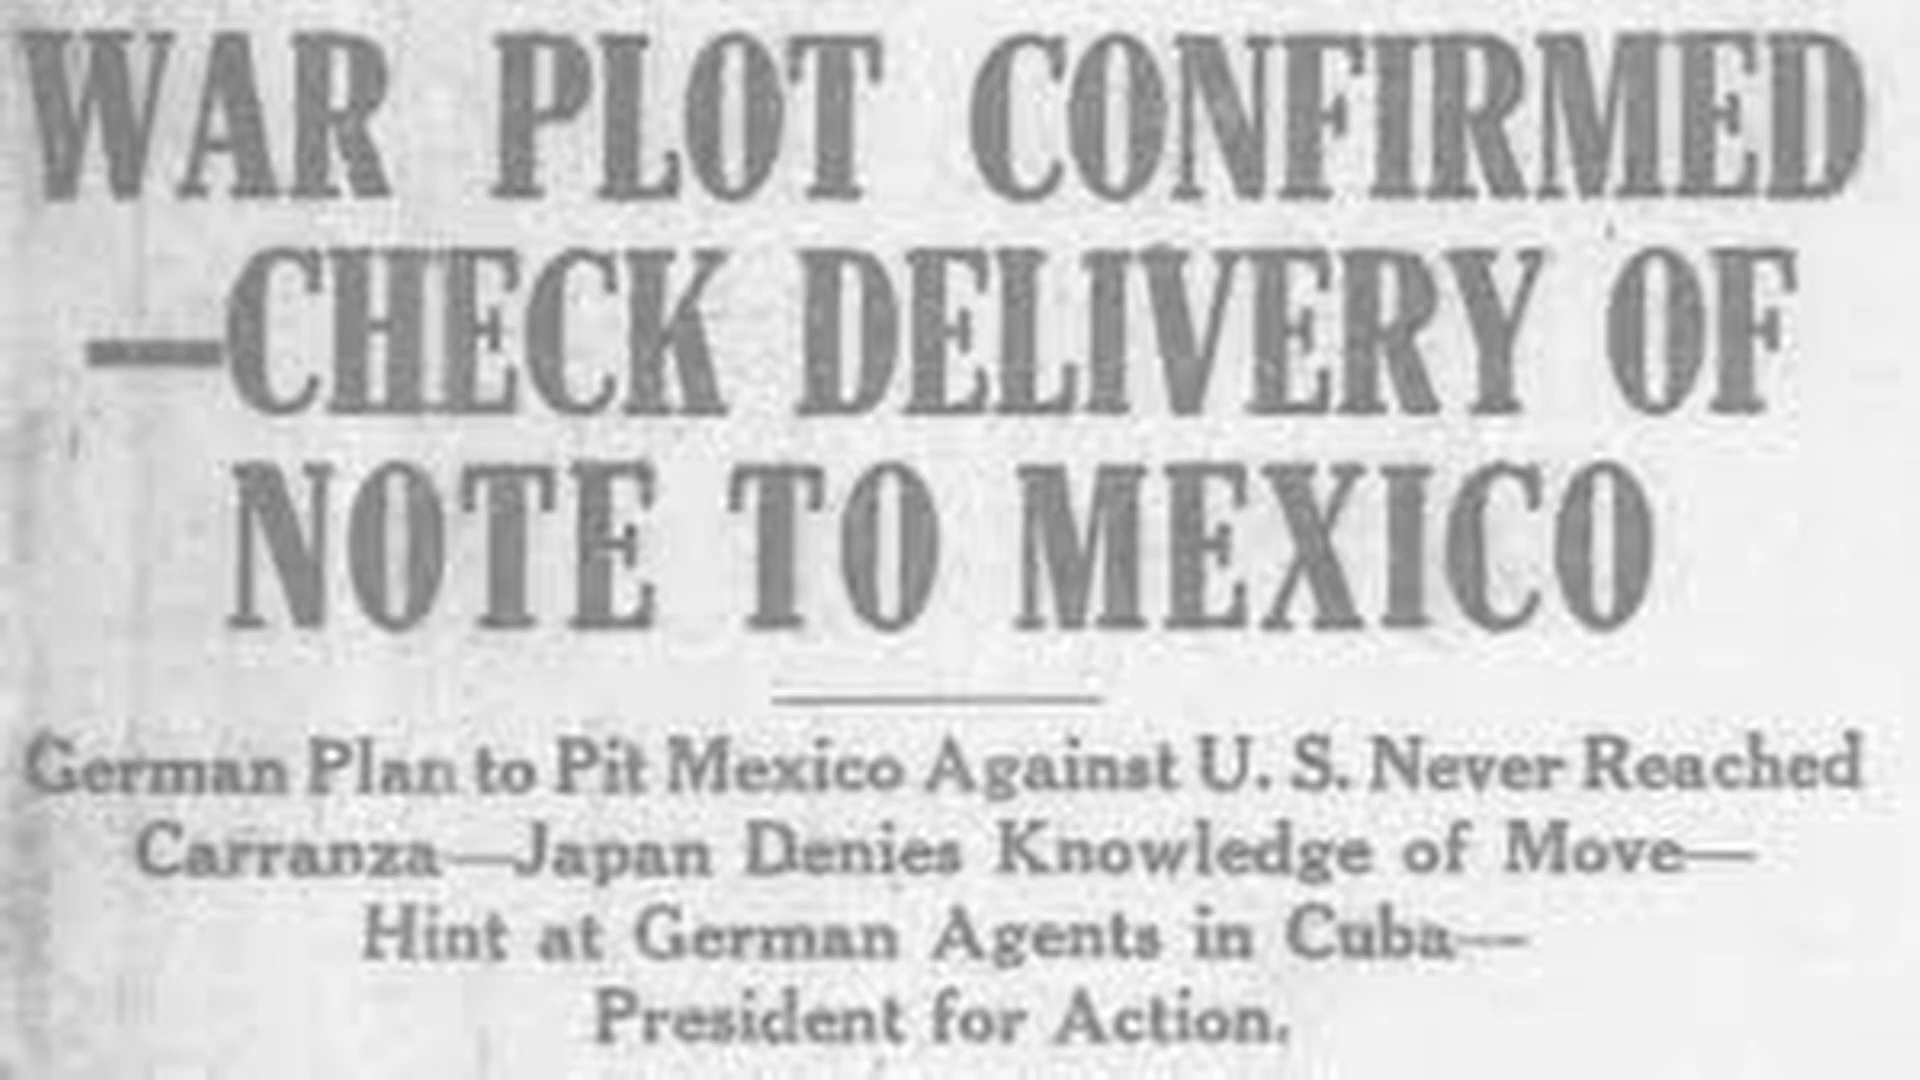 WAR PLOT CONFIRMED
—CHECK DELIVERY OF
NOTE TO MEXICO
German Plan to Pit Mexico Against U. S. Never Reached
Carranza—Japan Denies Knowledge of Move—
Hint at German Agents in Cuba—
President for Action.